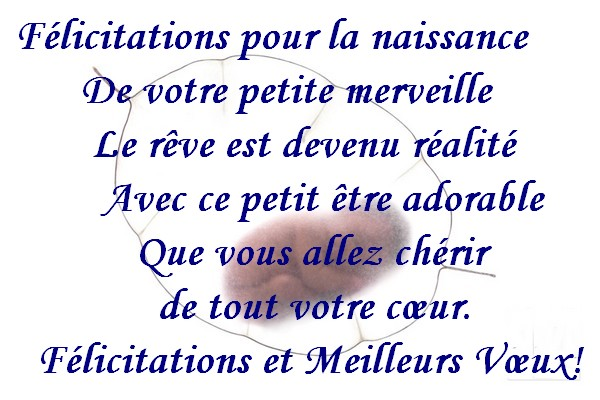 Félicitations pour la naissance
De votre petite merveille
Le rêve est devenu réalité
Avec ce petit être adorable
Que vous allez chérir
de tout votre cœur.
Félicitations et Meilleurs Vœux!